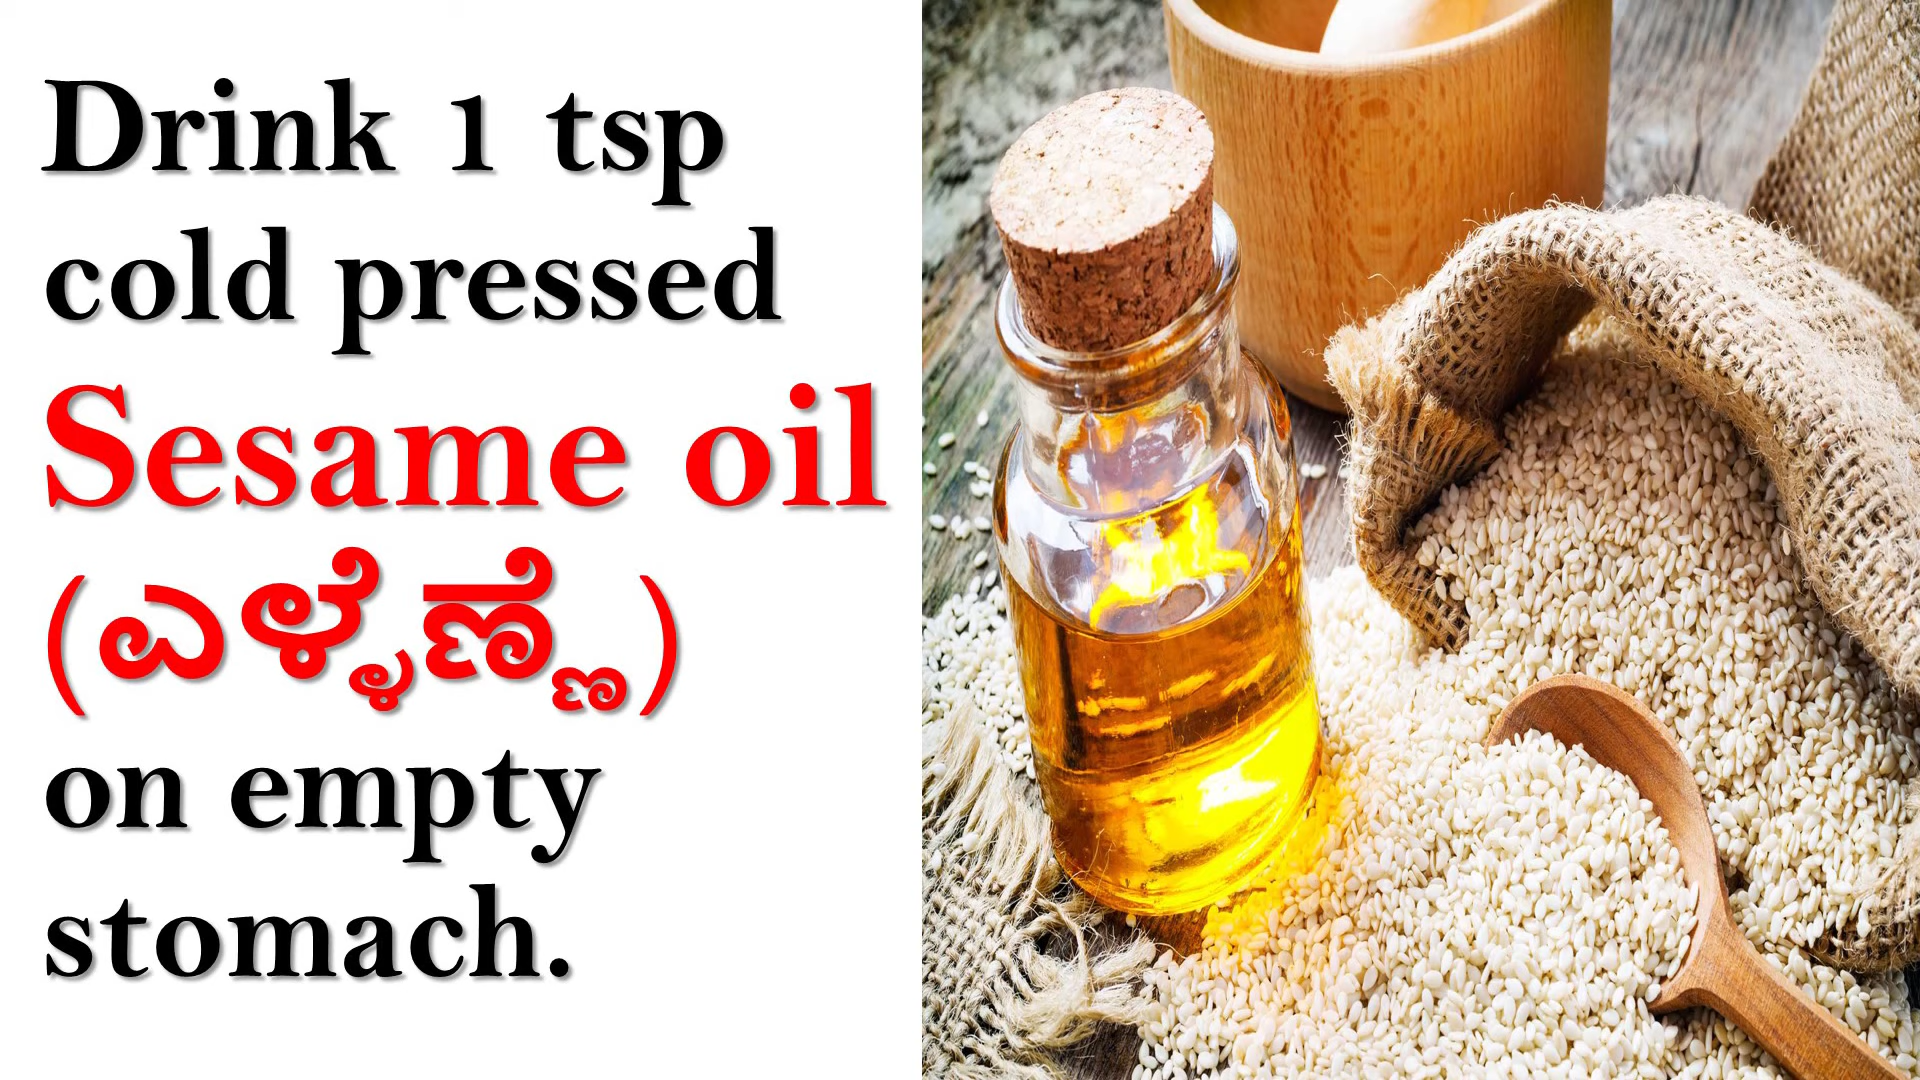 Drink 1 tsp
cold pressed
Sesame oil
(ಎಳ್ಳೆಣ್ಣೆ)
on empty
stomach.